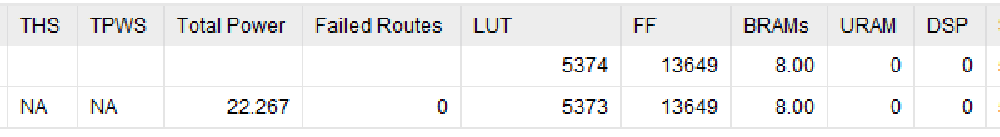 THS TPWS Total Power Failed Routes LUT FF BRAMs URAM DSP
5374 13649 8.00 0 0
NA NA 22.267 0 5373 13649 8.00 0 0